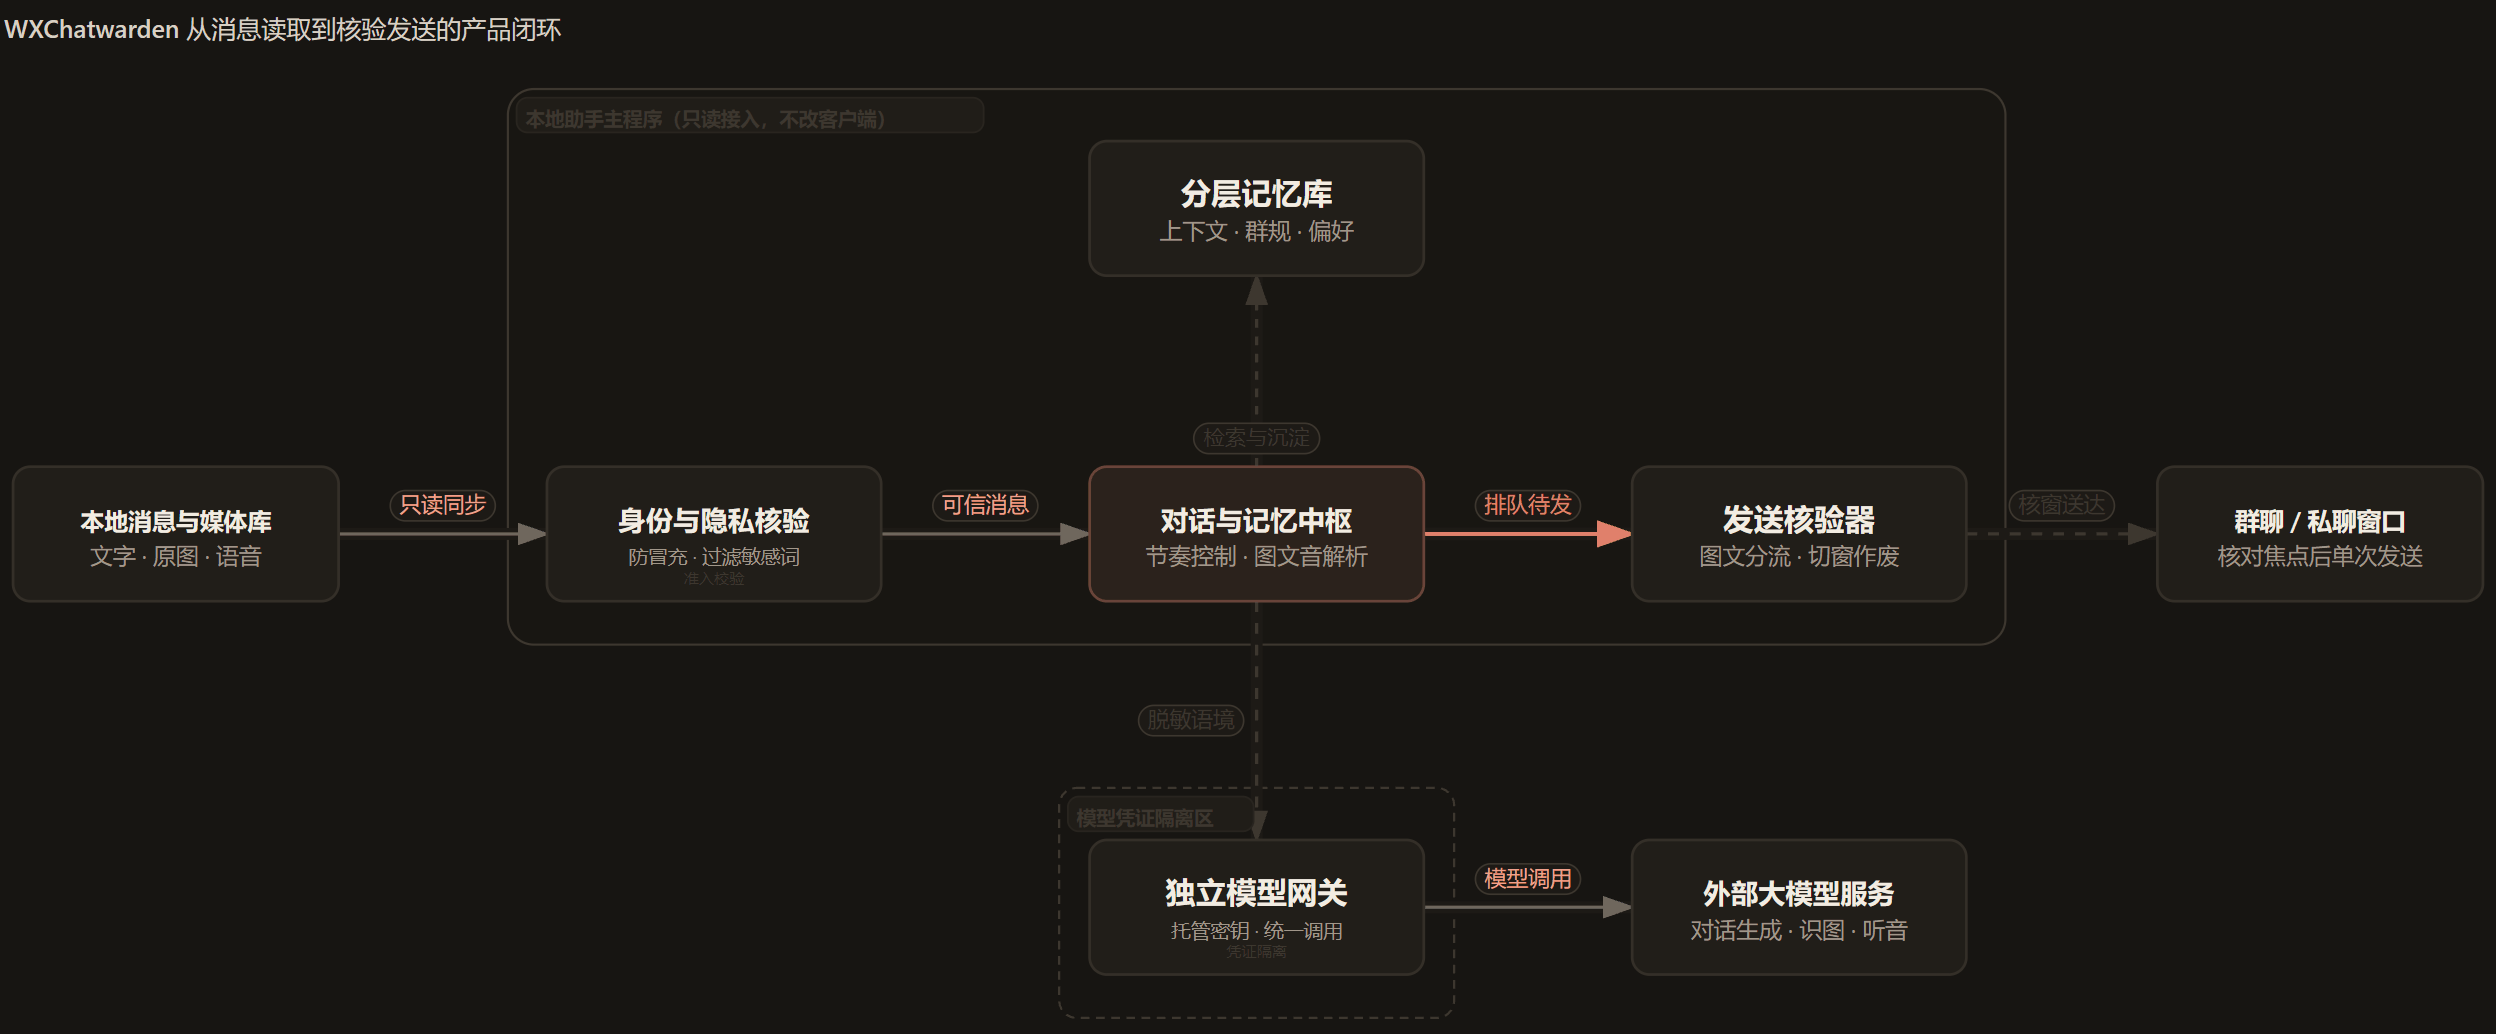 WXChatwarden 从消息读取到核验发送的产品闭环
本地助手主程序（只读接入，不改客户端）
分层记忆库
上下文 · 群规 · 偏好
检索与沉淀
本地消息与媒体库
文字 · 原图 · 语音
只读同步
身份与隐私核验
防冒充 · 过滤敏感词
准入校验
可信消息
对话与记忆中枢
节奏控制 · 图文音解析
排队待发
发送核验器
图文分流 · 切窗作废
核窗送达
群聊 / 私聊窗口
核对焦点后单次发送
脱敏语境
模型凭证隔离区
独立模型网关
托管密钥 · 统一调用
凭证隔离
模型调用
外部大模型服务
对话生成 · 识图 · 听音